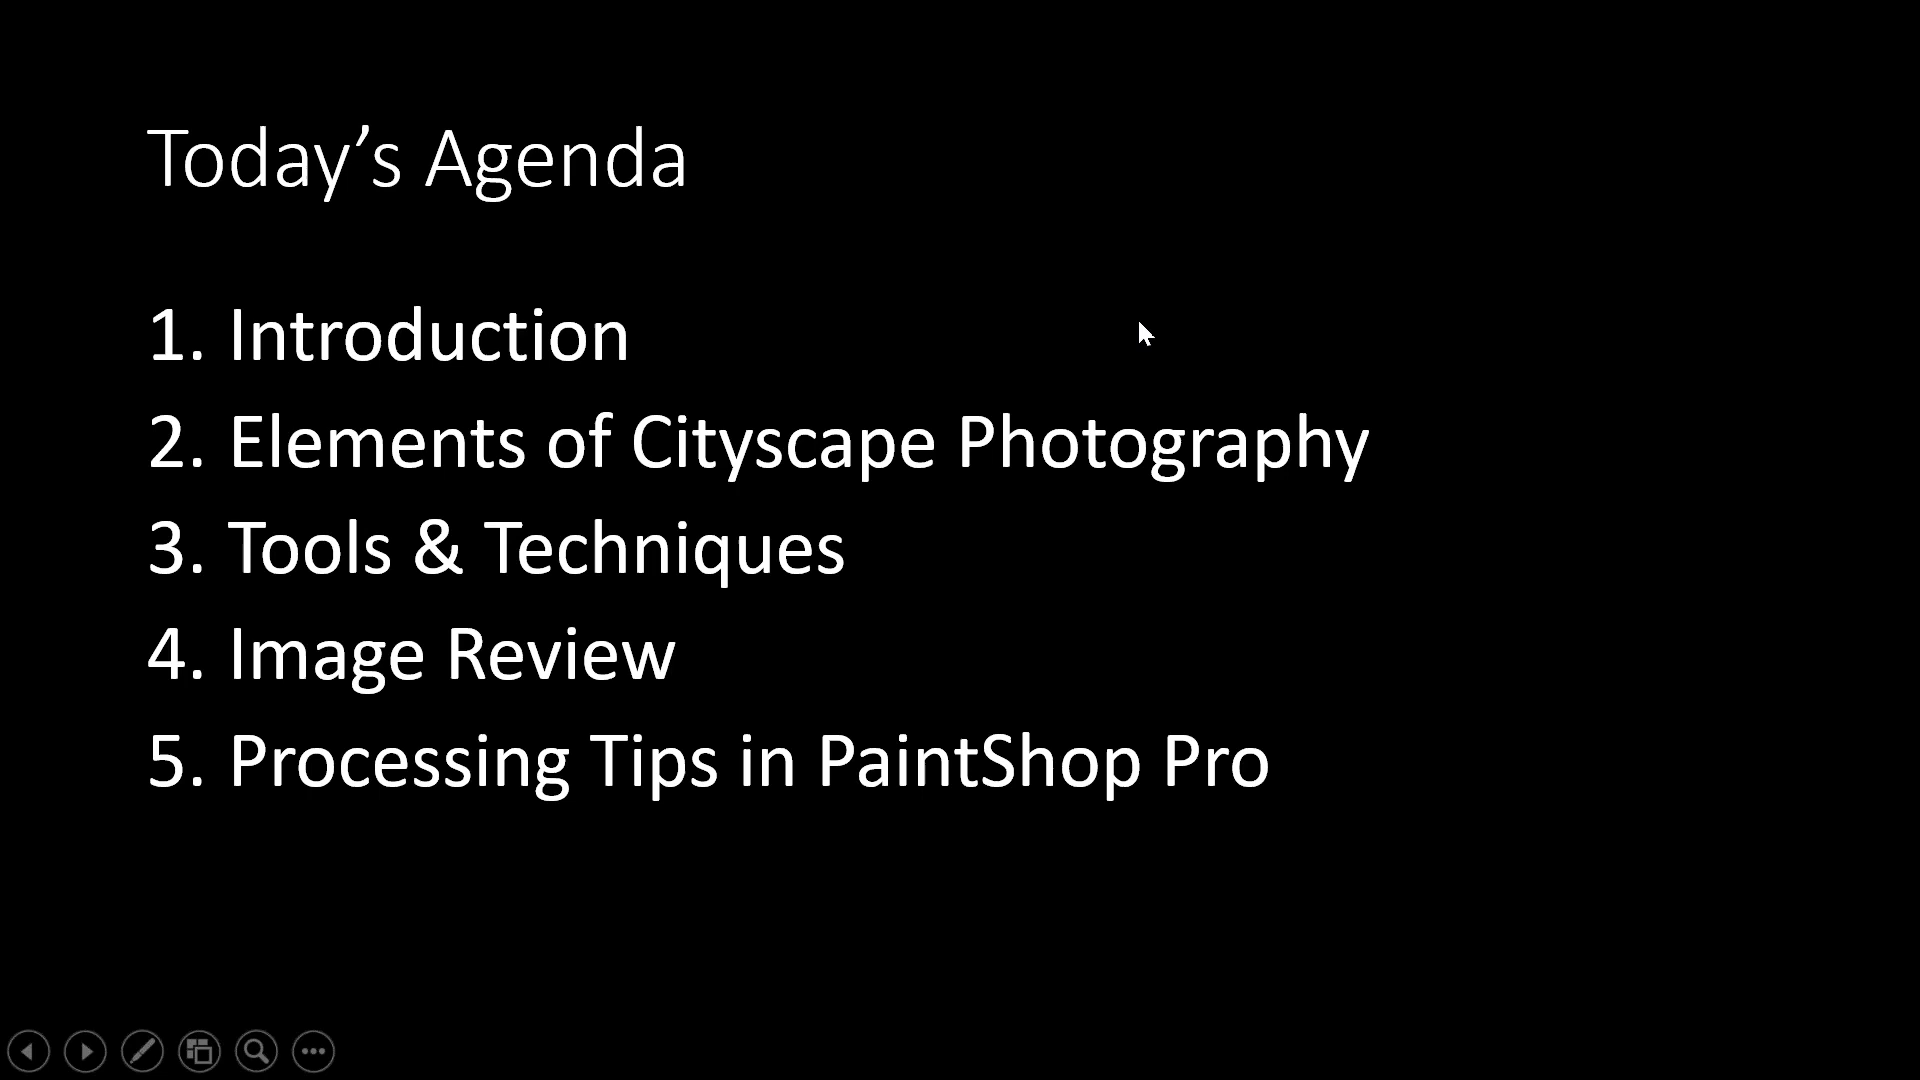 Today’s Agenda
1. Introduction
2. Elements of Cityscape Photography
3. Tools & Techniques
4. Image Review
5. Processing Tips in PaintShop Pro